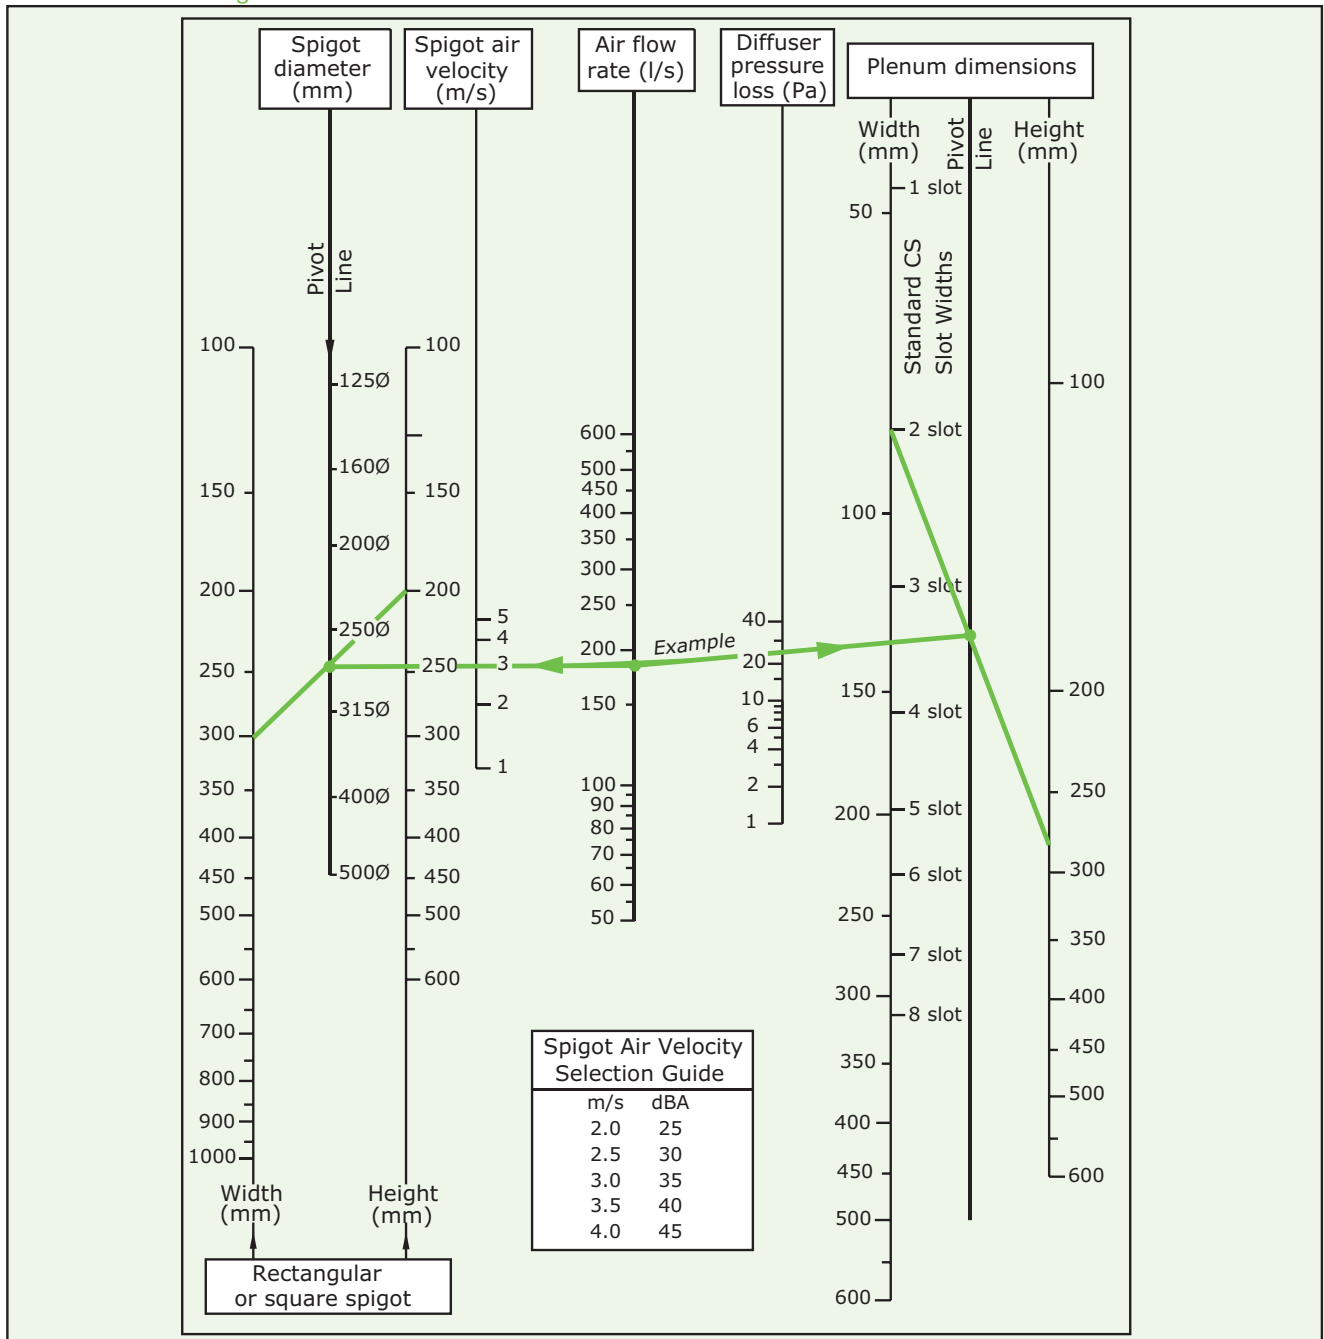 Spigot
diameter
(mm)
Spigot air
velocity
(m/s)
Air flow
rate (l/s)
Diffuser
pressure
loss (Pa)
Plenum dimensions
Width
(mm)
Pivot
Line
Height
(mm)
Pivot
Line
100
150
200
250
300
350
400
450
500
600
700
800
900
1000
Width
(mm)
125Ø
160Ø
200Ø
250Ø
315Ø
400Ø
500Ø
100
150
200
250
300
350
400
450
500
600
Height
(mm)
Rectangular
or square spigot
5
4
3
2
1
600
500
450
400
350
300
250
200
150
100
90
80
70
60
50
Example
40
20
10
6
4
2
1
50
100
150
200
250
300
350
400
450
500
600
Standard CS
Slot Widths
1 slot
2 slot
3 slot
4 slot
5 slot
6 slot
7 slot
8 slot
100
200
250
300
350
400
450
500
600
Spigot Air Velocity
Selection Guide
m/s dBA
2.0 25
2.5 30
3.0 35
3.5 40
4.0 45